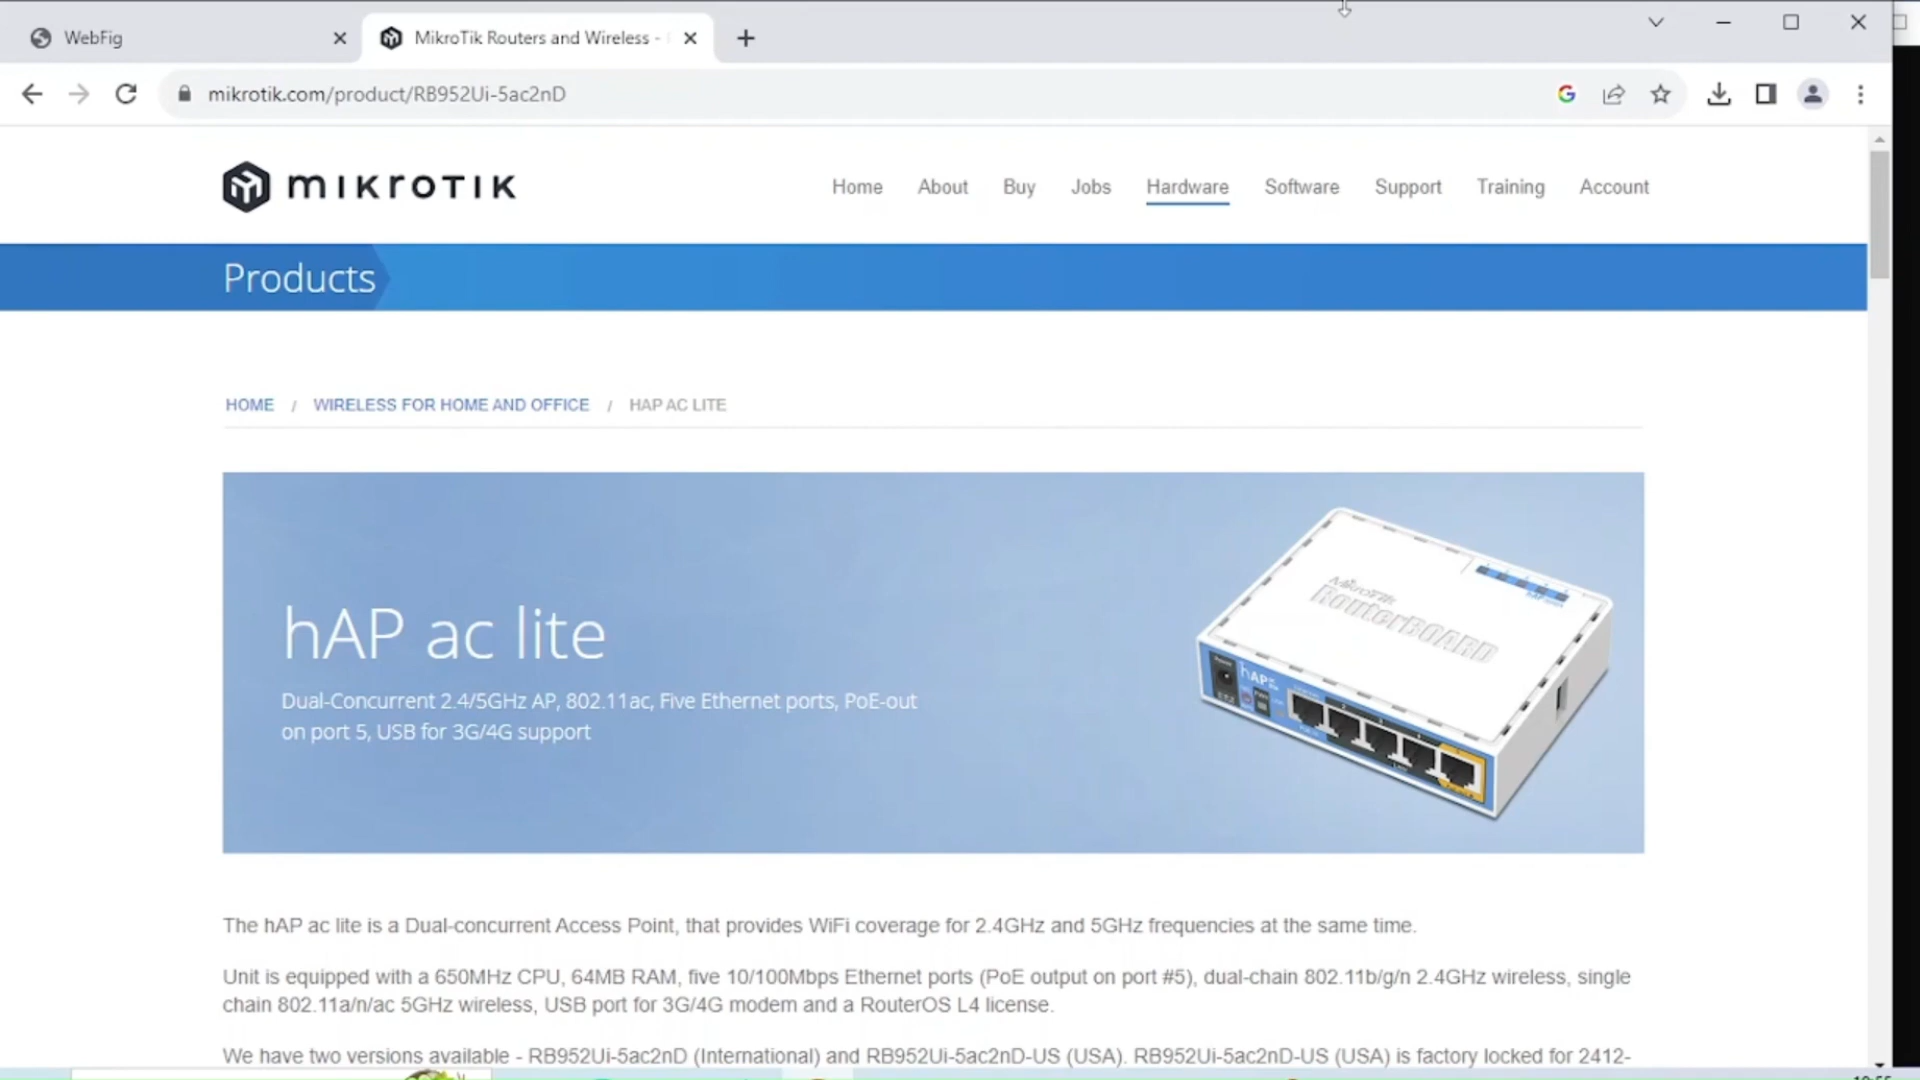 WebFig
MikroTik Routers and Wireless -
mikrotik.com/product/RB952Ui-5ac2nD
mikrotik
Home About Buy Jobs Hardware Software Support Training Account
Products
HOME / WIRELESS FOR HOME AND OFFICE / HAP AC LITE
hAP ac lite
Dual-Concurrent 2.4/5GHz AP, 802.11ac, Five Ethernet ports, PoE-out
on port 5, USB for 3G/4G support
MikroTik
RouterBOARD
hAP
The hAP ac lite is a Dual-concurrent Access Point, that provides WiFi coverage for 2.4GHz and 5GHz frequencies at the same time.
Unit is equipped with a 650MHz CPU, 64MB RAM, five 10/100Mbps Ethernet ports (PoE output on port #5), dual-chain 802.11b/g/n 2.4GHz wireless, single
chain 802.11a/n/ac 5GHz wireless, USB port for 3G/4G modem and a RouterOS L4 license.
We have two versions available - RB952Ui-5ac2nD (International) and RB952Ui-5ac2nD-US (USA). RB952Ui-5ac2nD-US (USA) is factory locked for 2412-